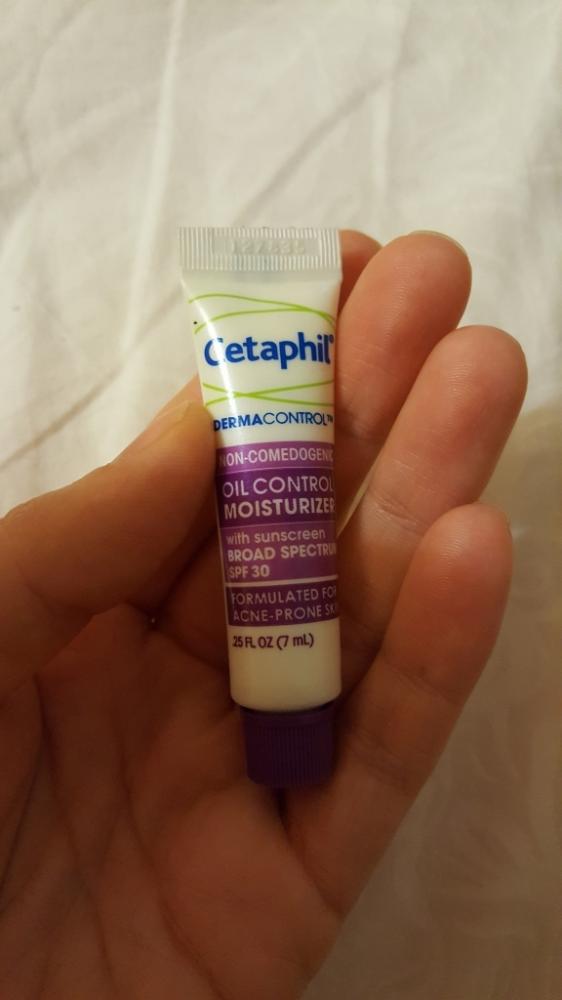 Cetaphil®
DERMACONTROL™
NON-COMEDOGENIC
OIL CONTROL
MOISTURIZER
with sunscreen
BROAD SPECTRUM
SPF 30
FORMULATED FOR
ACNE-PRONE SKIN
.25 FL OZ (7 mL)